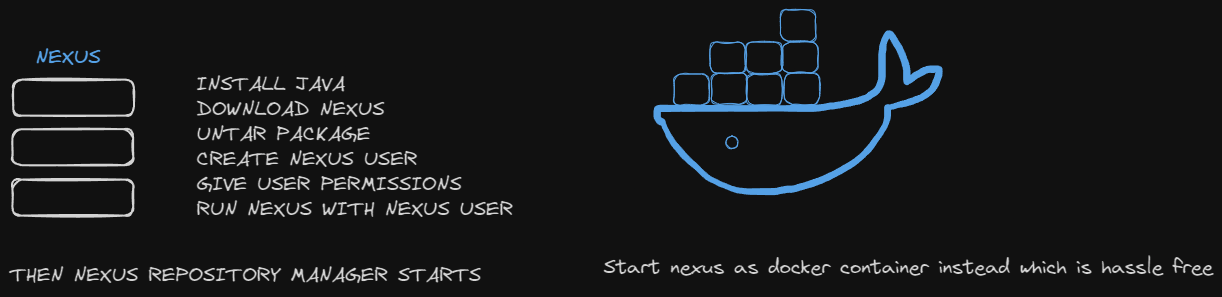 NEXUS
INSTALL JAVA
DOWNLOAD NEXUS
UNTAR PACKAGE
CREATE NEXUS USER
GIVE USER PERMISSIONS
RUN NEXUS WITH NEXUS USER
THEN NEXUS REPOSITORY MANAGER STARTS
Start nexus as docker container instead which is hassle free